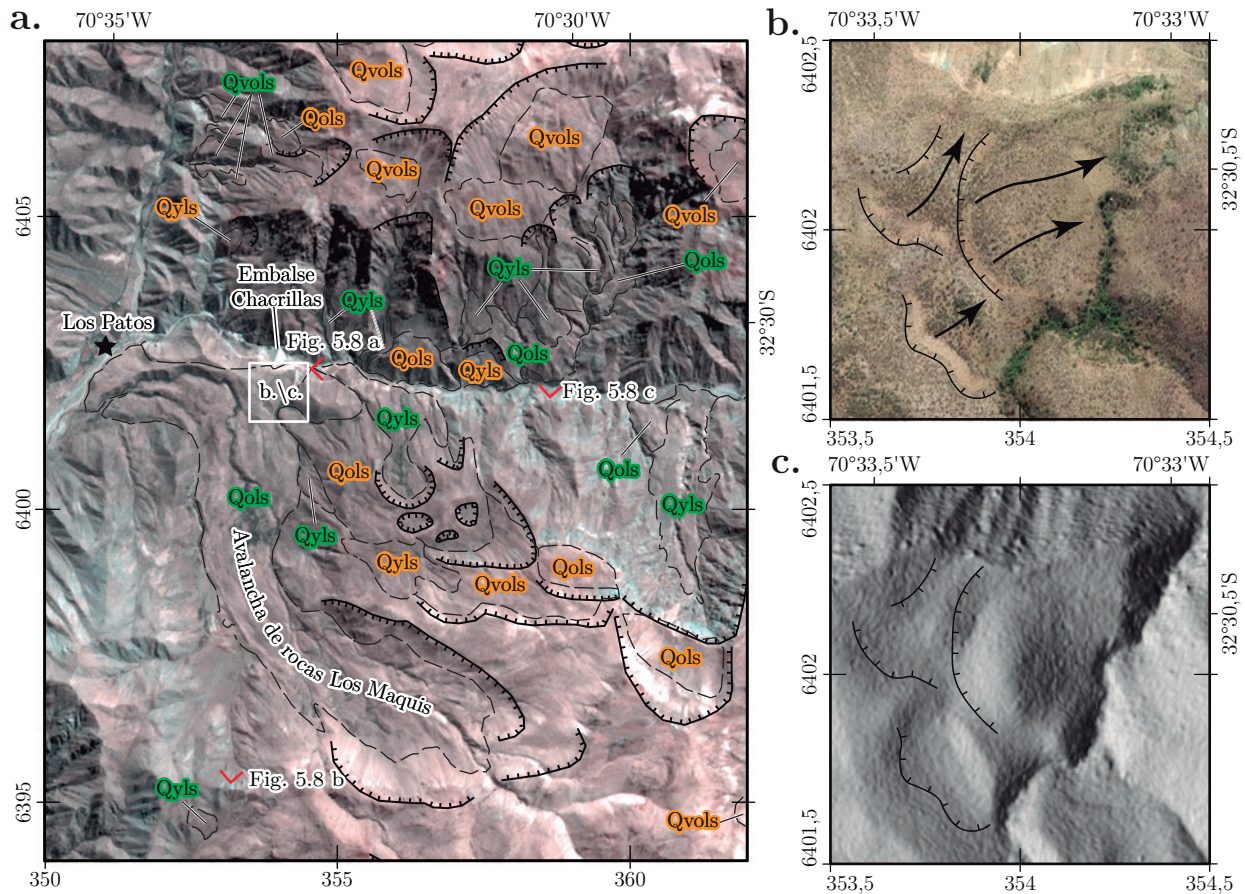 a.
70°35'W
70°30'W
Qvols
Qvols
Qols
Qvols
Qvols
Qyls
Qvols
Qvols
6405
Qols
Qyls
Embalse
Chacrillas
Qyls
Los Patos
Fig. 5.8 a
32°30'S
Qols
Qols
Qyls
b.\c.
Fig. 5.8 c
Qyls
Qols
Qols
Qols
Qyls
6400
Qyls
Qyls
Qols
Qvols
Avalancha de rocas Los Maquis
Qols
Fig. 5.8 b
Qyls
6395
Qvols
350
355
360
b.
70°33,5'W
70°33'W
6402,5
32°30,5'S
6402
6401,5
353,5
354
354,5
c.
70°33,5'W
70°33'W
6402,5
32°30,5'S
6402
6401,5
353,5
354
354,5